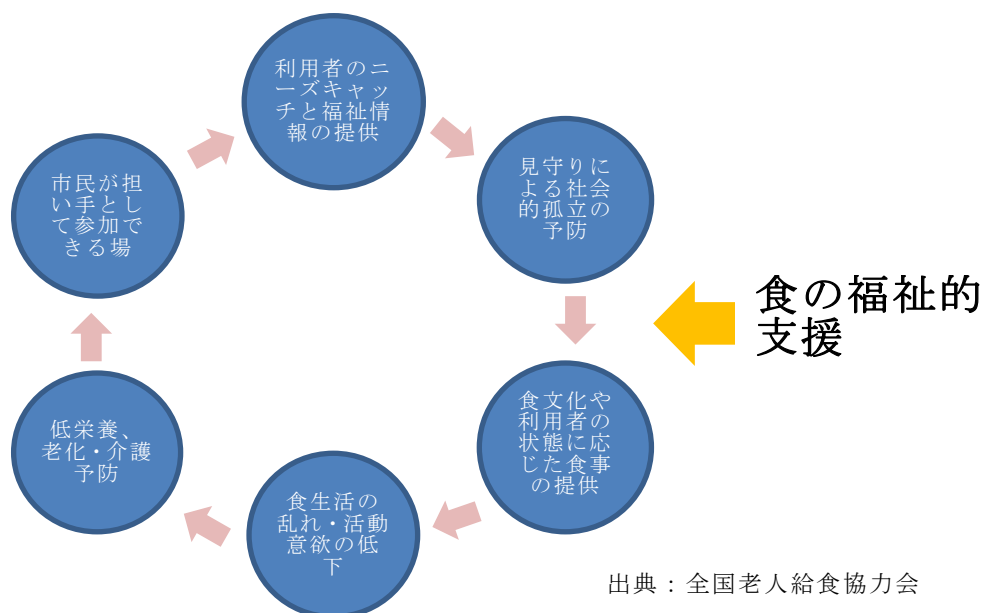 利用者のニ
ーズキャッ
チと福祉情
報の提供
見守りに
よる社会
的孤立の
予防
食の福祉的
支援
食文化や
利用者の
状態に応
じた食事
の提供
食生活の
乱れ・活動
意欲の低
下
低栄養、
老化・介護
予防
市民が担
い手とし
て参加で
きる場
出典：全国老人給食協力会